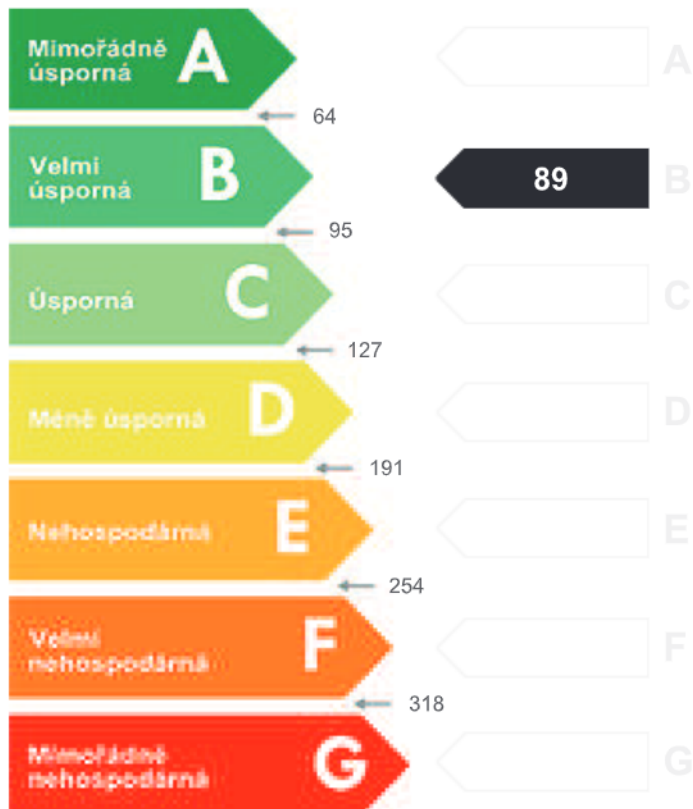 Mimořádně
úsporná
A
A
64
Velmi
úsporná
B
89
B
95
Úsporná
C
C
127
Méně úsporná
D
D
191
Nehospodárná
E
E
254
Velmi
nehospodárná
F
F
318
Mimořádně
nehospodárná
G
G